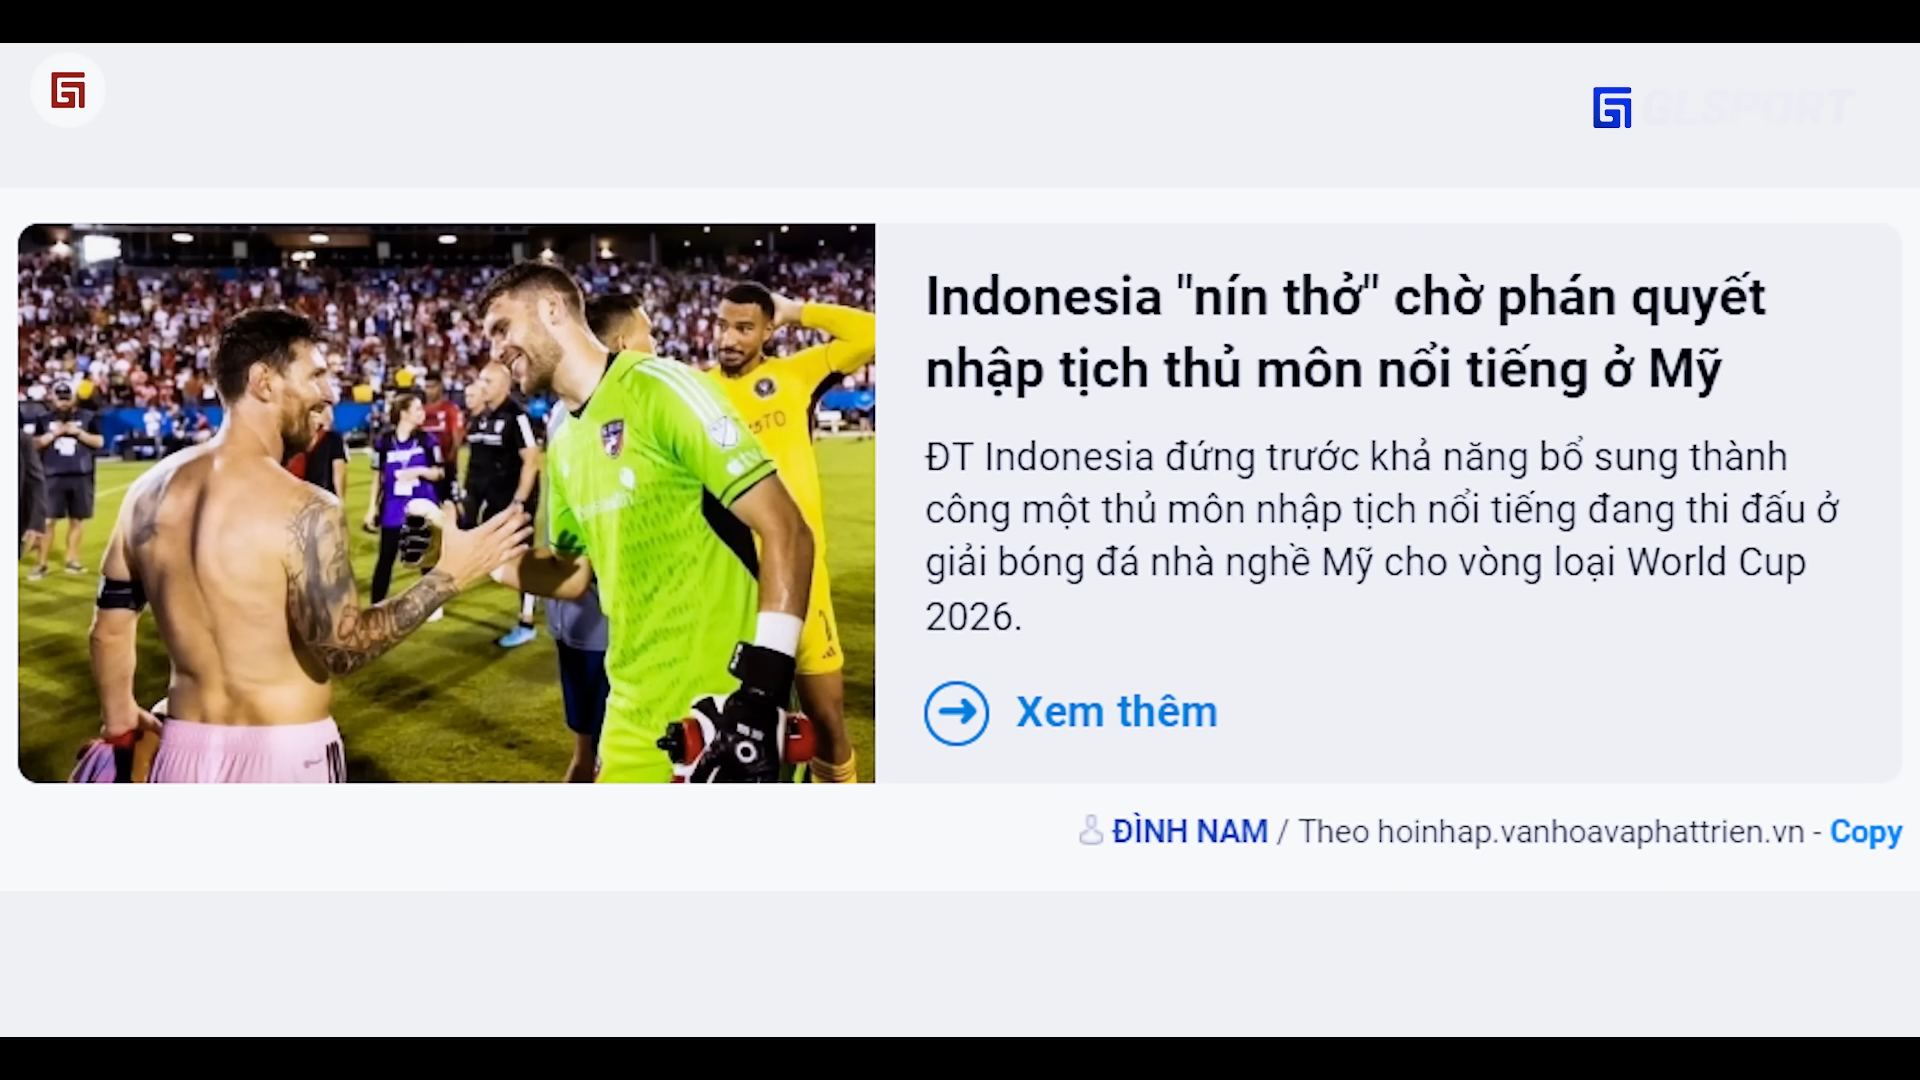 GLSPORT
Indonesia "nín thở" chờ phán quyết
nhập tịch thủ môn nổi tiếng ở Mỹ
ĐT Indonesia đứng trước khả năng bổ sung thành
công một thủ môn nhập tịch nổi tiếng đang thi đấu ở
giải bóng đá nhà nghề Mỹ cho vòng loại World Cup
2026.
Xem thêm
ĐÌNH NAM / Theo hoinhap.vanhoavaphattrien.vn - Copy